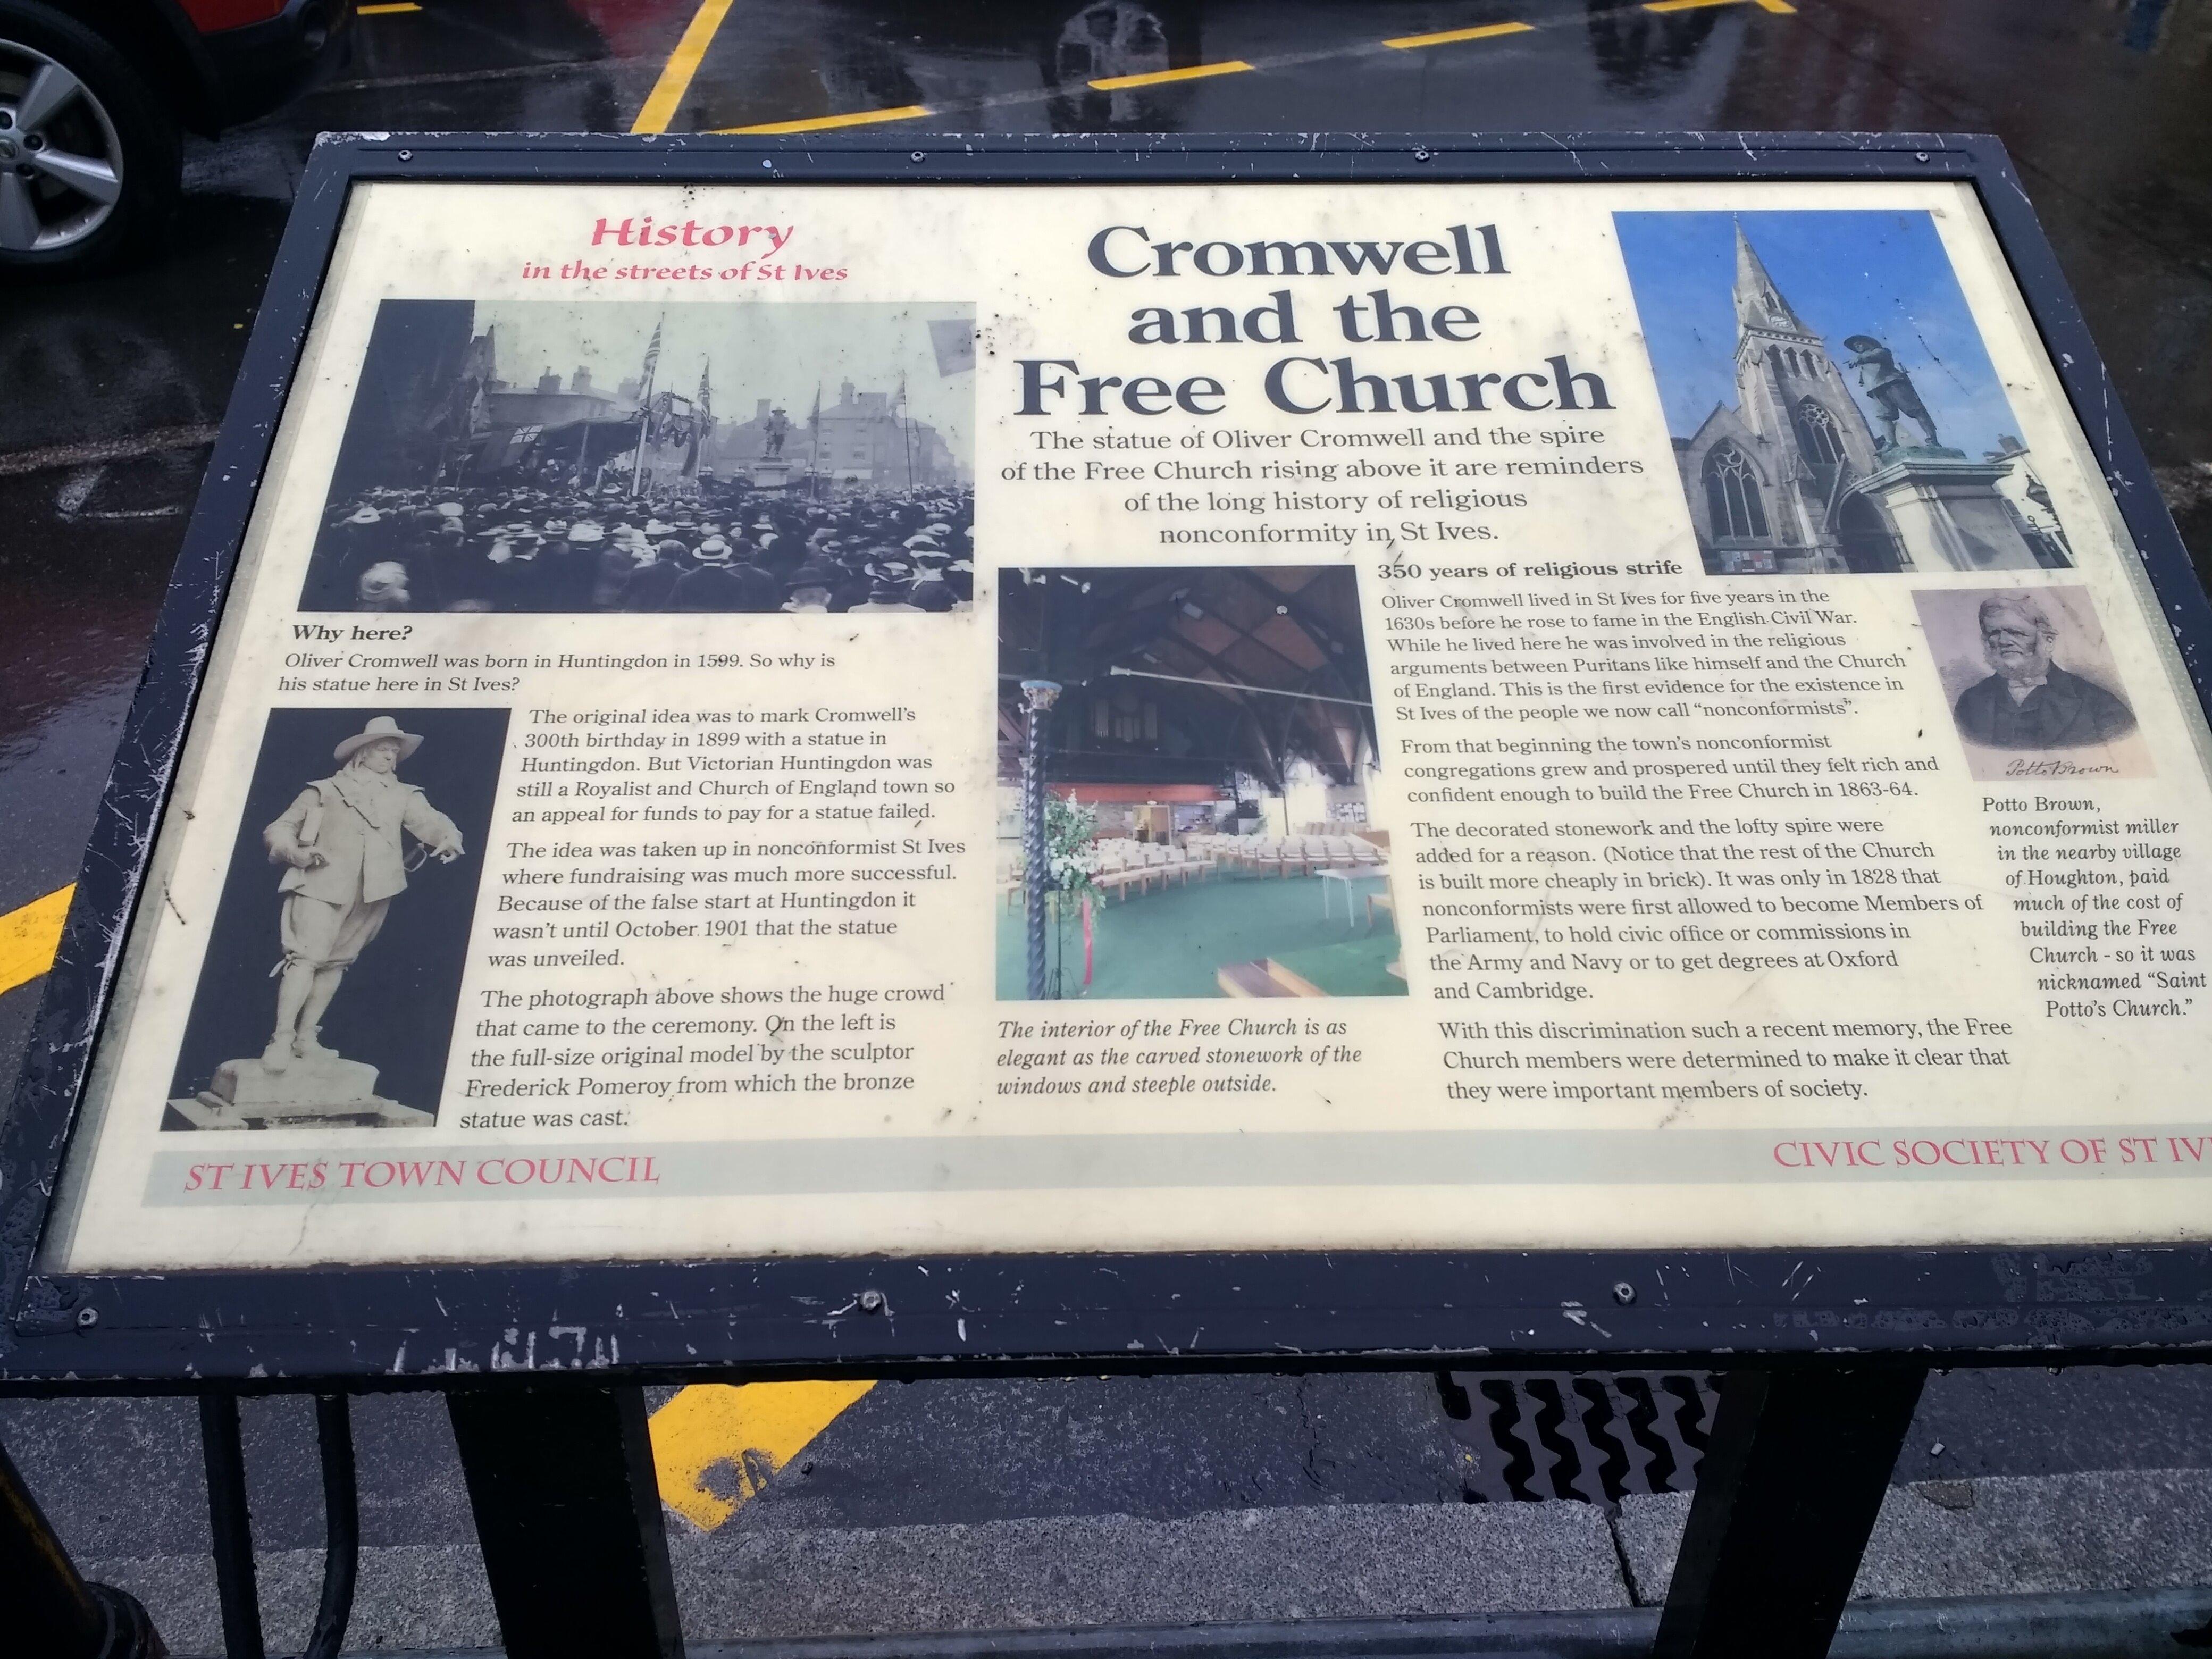 History
in the streets of St Ives
Cromwell
and the
Free Church
The statue of Oliver Cromwell and the spire
of the Free Church rising above it are reminders
of the long history of religious
nonconformity in St Ives.
Why here?
Oliver Cromwell was born in Huntingdon in 1599. So why is
his statue here in St Ives?
The original idea was to mark Cromwell's
300th birthday in 1899 with a statue in
Huntingdon. But Victorian Huntingdon was
still a Royalist and Church of England town so
an appeal for funds to pay for a statue failed.
The idea was taken up in nonconformist St Ives
where fundraising was much more successful.
Because of the false start at Huntingdon it
wasn't until October 1901 that the statue
was unveiled.
The photograph above shows the huge crowd
that came to the ceremony. On the left is
the full-size original model by the sculptor
Frederick Pomeroy from which the bronze
statue was cast.
The interior of the Free Church is as
elegant as the carved stonework of the
windows and steeple outside.
350 years of religious strife
Oliver Cromwell lived in St Ives for five years in the
1630s before he rose to fame in the English Civil War.
While he lived here he was involved in the religious
arguments between Puritans like himself and the Church
of England. This is the first evidence for the existence in
St Ives of the people we now call "nonconformists".
From that beginning the town's nonconformist
congregations grew and prospered until they felt rich and
confident enough to build the Free Church in 1863-64.
The decorated stonework and the lofty spire were
added for a reason. (Notice that the rest of the Church
is built more cheaply in brick). It was only in 1828 that
nonconformists were first allowed to become Members of
Parliament, to hold civic office or commissions in
the Army and Navy or to get degrees at Oxford
and Cambridge.
With this discrimination such a recent memory, the Free
Church members were determined to make it clear that
they were important members of society.
Potto Brown
Potto Brown,
nonconformist miller
in the nearby village
of Houghton, paid
much of the cost of
building the Free
Church - so it was
nicknamed "Saint
Potto's Church."
ST IVES TOWN COUNCIL
CIVIC SOCIETY OF ST IV